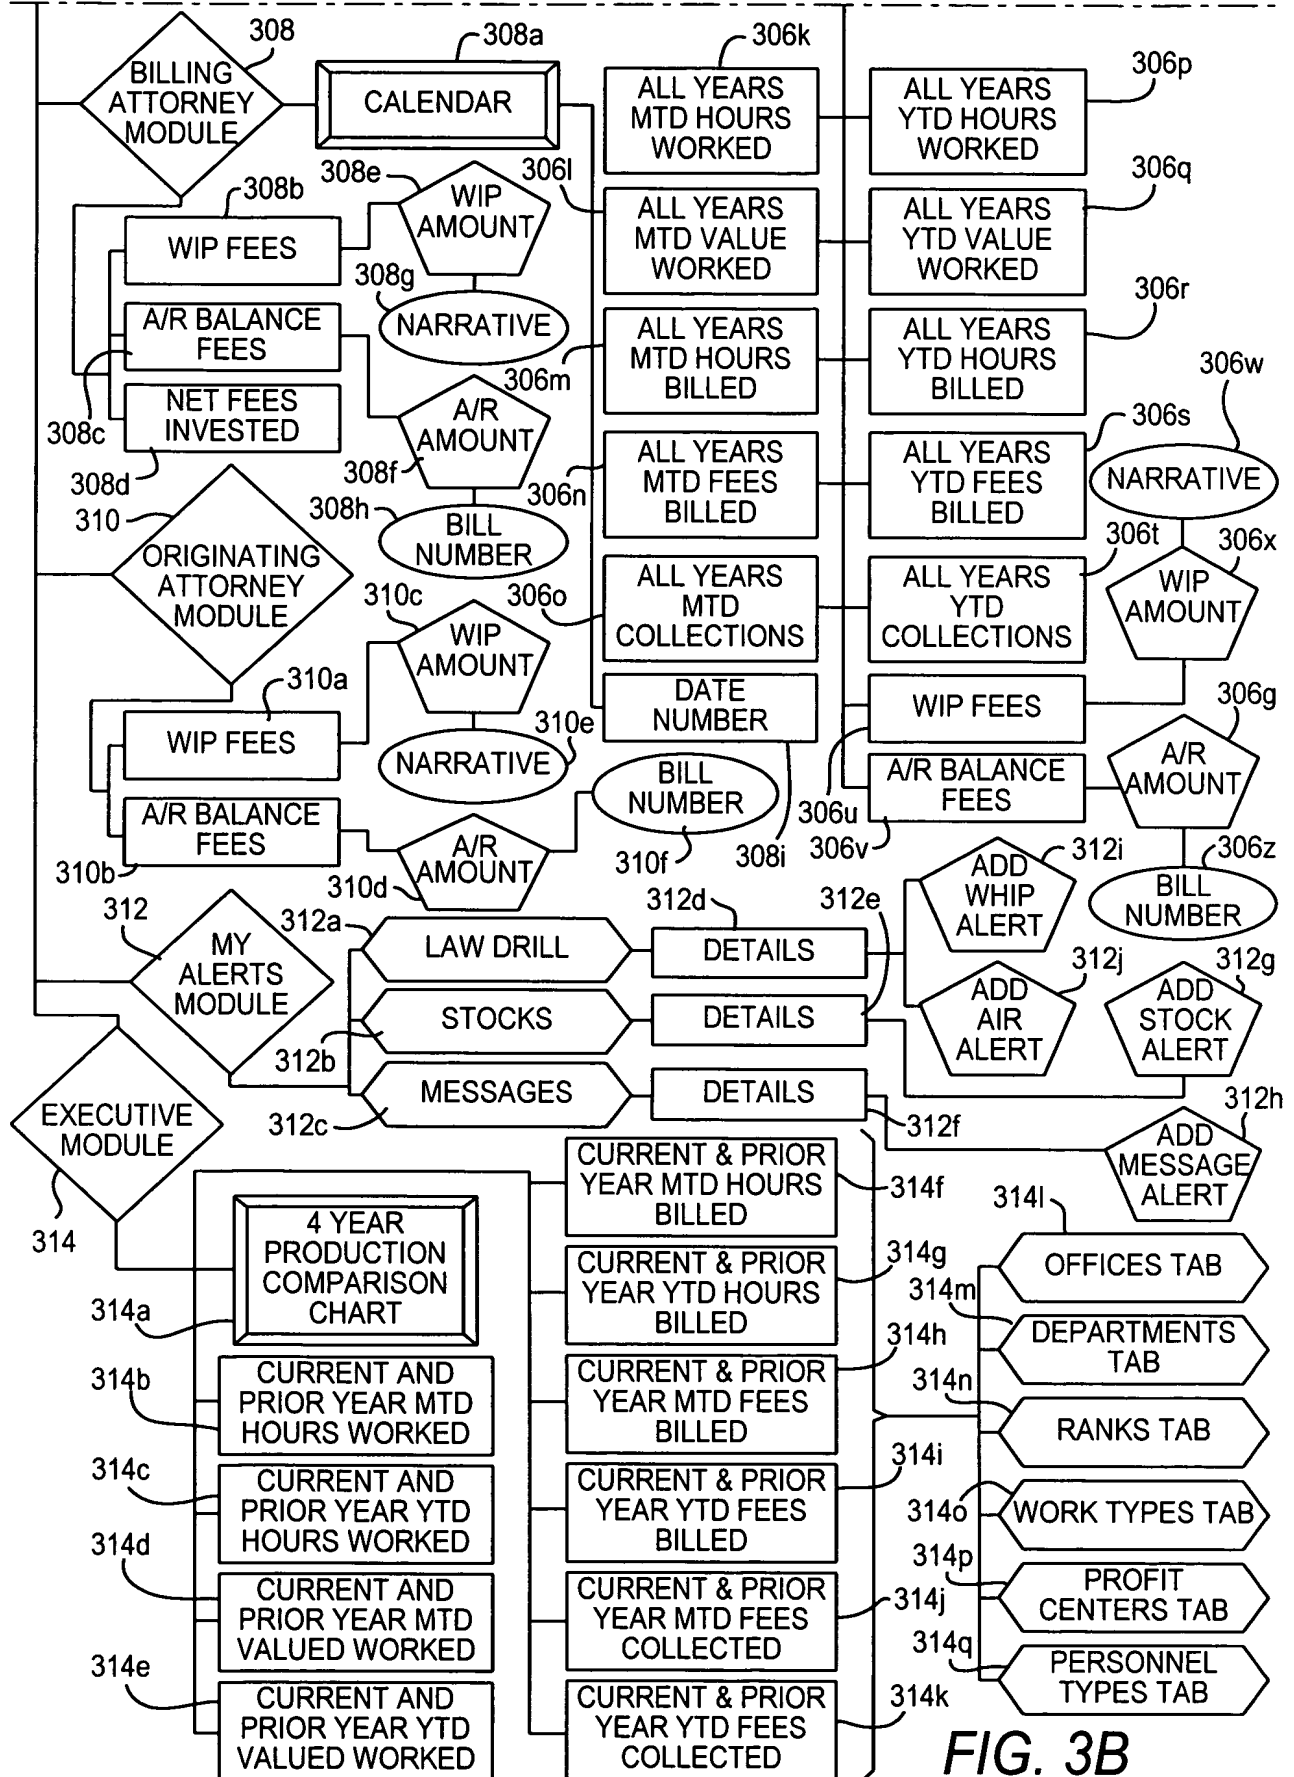 308
BILLING
ATTORNEY
MODULE
308a
CALENDAR
306k
ALL YEARS
MTD HOURS
WORKED
ALL YEARS
YTD HOURS
WORKED
306p
308b
WIP FEES
308e
WIP
AMOUNT
306l
ALL YEARS
MTD VALUE
WORKED
ALL YEARS
YTD VALUE
WORKED
306q
308g
NARRATIVE
A/R BALANCE
FEES
308c
NET FEES
INVESTED
308d
306m
ALL YEARS
MTD HOURS
BILLED
ALL YEARS
YTD HOURS
BILLED
306r
306w
NARRATIVE
A/R
AMOUNT
308f
308h
BILL
NUMBER
306n
ALL YEARS
MTD FEES
BILLED
ALL YEARS
YTD FEES
BILLED
306s
310
ORIGINATING
ATTORNEY
MODULE
306o
ALL YEARS
MTD
COLLECTIONS
ALL YEARS
YTD
COLLECTIONS
306t
306x
WIP
AMOUNT
310c
WIP
AMOUNT
310a
WIP FEES
310e
NARRATIVE
DATE
NUMBER
308i
WIP FEES
306u
306g
A/R
AMOUNT
A/R BALANCE
FEES
310b
A/R
AMOUNT
310d
BILL
NUMBER
310f
A/R BALANCE
FEES
306v
306z
BILL
NUMBER
312
MY
ALERTS
MODULE
312a
LAW DRILL
312d
DETAILS
312e
312i
ADD
WHIP
ALERT
STOCKS
312b
DETAILS
312j
ADD
AIR
ALERT
312g
ADD
STOCK
ALERT
MESSAGES
312c
DETAILS
312f
312h
ADD
MESSAGE
ALERT
EXECUTIVE
MODULE
314
4 YEAR
PRODUCTION
COMPARISON
CHART
314a
CURRENT AND
PRIOR YEAR MTD
HOURS WORKED
314b
CURRENT AND
PRIOR YEAR YTD
HOURS WORKED
314c
CURRENT AND
PRIOR YEAR MTD
VALUED WORKED
314d
CURRENT AND
PRIOR YEAR YTD
VALUED WORKED
314e
CURRENT & PRIOR
YEAR MTD HOURS
BILLED
314f
CURRENT & PRIOR
YEAR YTD HOURS
BILLED
314g
CURRENT & PRIOR
YEAR MTD FEES
BILLED
314h
CURRENT & PRIOR
YEAR YTD FEES
BILLED
314i
CURRENT & PRIOR
YEAR MTD FEES
COLLECTED
314j
CURRENT & PRIOR
YEAR YTD FEES
COLLECTED
314k
314l
OFFICES TAB
314m
DEPARTMENTS
TAB
314n
RANKS TAB
314o
WORK TYPES TAB
314p
PROFIT
CENTERS TAB
314q
PERSONNEL
TYPES TAB
FIG. 3B